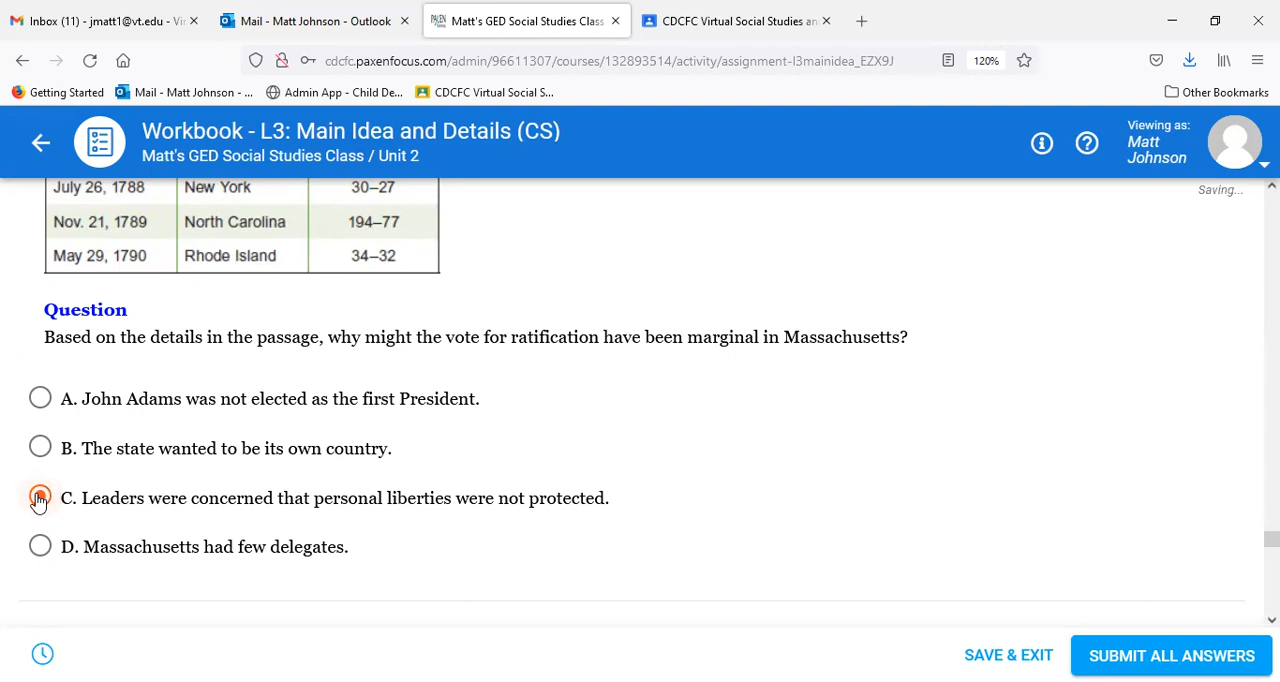 Inbox (11) - jmatt1@vt.edu - Vir
Mail - Matt Johnson - Outlook
PAXEN
Matt's GED Social Studies Class
CDCFC Virtual Social Studies an
cdcfc.paxenfocus.com/admin/96611307/courses/132893514/activity/assignment-l3mainidea_EZX9J
120%
Getting Started
Mail - Matt Johnson - ...
Admin App - Child De...
CDCFC Virtual Social S...
Other Bookmarks
Workbook - L3: Main Idea and Details (CS)
Matt's GED Social Studies Class / Unit 2
Viewing as:
Matt
Johnson
Saving...
July 26, 1788 New York 30–27
Nov. 21, 1789 North Carolina 194–77
May 29, 1790 Rhode Island 34–32
Question
Based on the details in the passage, why might the vote for ratification have been marginal in Massachusetts?
A. John Adams was not elected as the first President.
B. The state wanted to be its own country.
C. Leaders were concerned that personal liberties were not protected.
D. Massachusetts had few delegates.
SAVE & EXIT
SUBMIT ALL ANSWERS